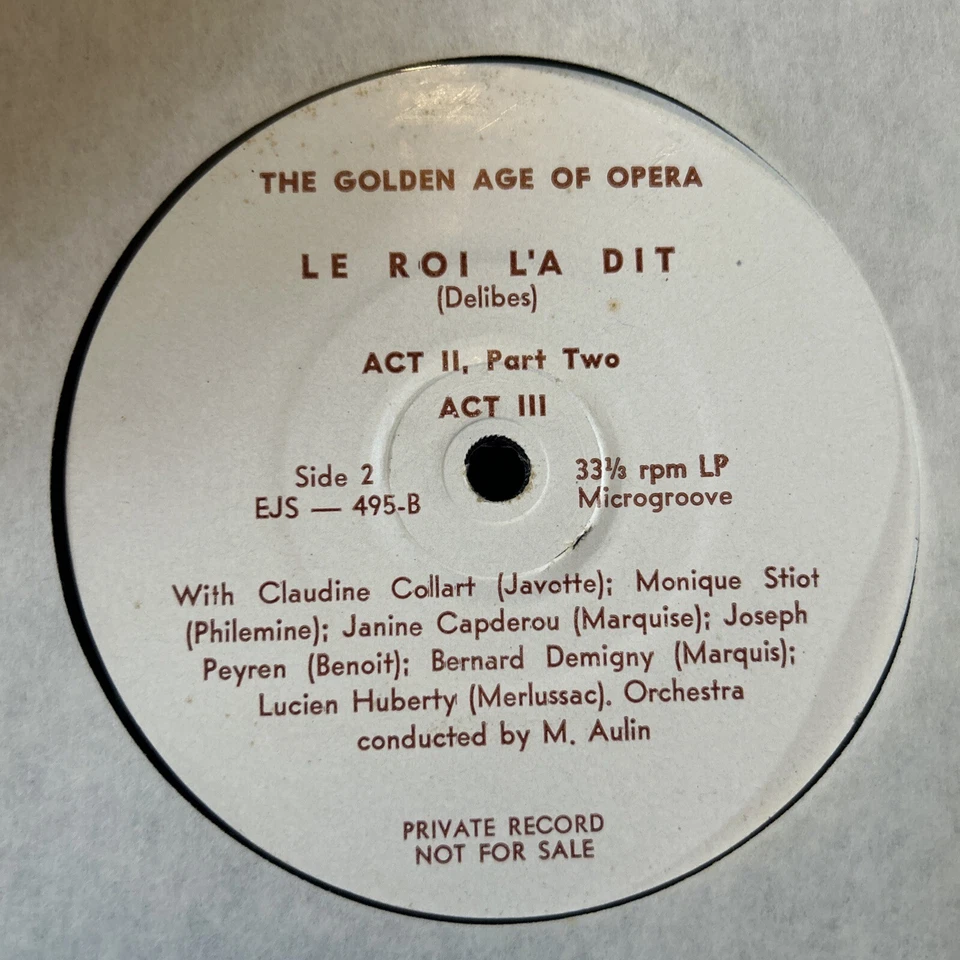 THE GOLDEN AGE OF OPERA
LE ROI L'A DIT
(Delibes)
ACT II, Part Two
ACT III
Side 2
EJS — 495-B
33⅓ rpm LP
Microgroove
With Claudine Collart (Javotte); Monique Stiot
(Philemine); Janine Capderou (Marquise); Joseph
Peyren (Benoit); Bernard Demigny (Marquis);
Lucien Huberty (Merlussac). Orchestra
conducted by M. Aulin
PRIVATE RECORD
NOT FOR SALE